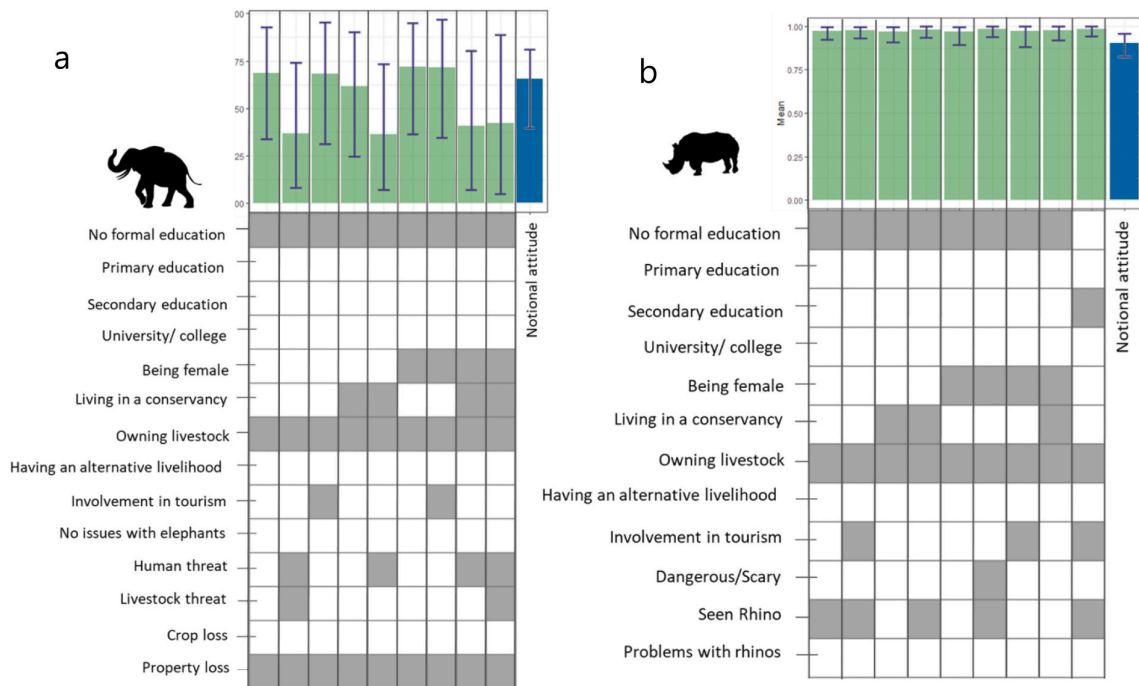 a
00
75
50
25
00
No formal education
Primary education
Secondary education
University/ college
Being female
Living in a conservancy
Owning livestock
Having an alternative livelihood
Involvement in tourism
No issues with elephants
Human threat
Livestock threat
Crop loss
Property loss
Notional attitude
b
Mean
1.00
0.75
0.00
0.25
0.00
No formal education
Primary education
Secondary education
University/ college
Being female
Living in a conservancy
Owning livestock
Having an alternative livelihood
Involvement in tourism
Dangerous/Scary
Seen Rhino
Problems with rhinos
Notional attitude